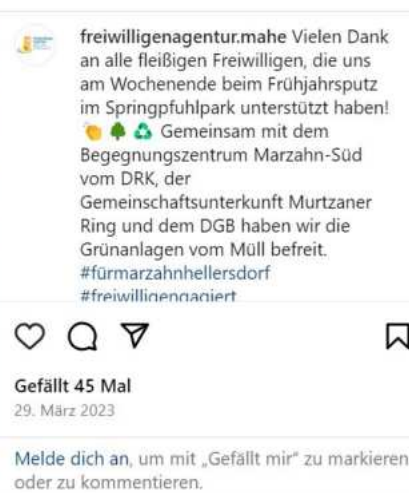 freiwilligenagentur.mahe Vielen Dank
an alle fleißigen Freiwilligen, die uns
am Wochenende beim Frühjahrsputz
im Springpfuhlpark unterstützt haben!
👏🌳♻️ Gemeinsam mit dem
Begegnungszentrum Marzahn-Süd
vom DRK, der
Gemeinschaftsunterkunft Murtzaner
Ring und dem DGB haben wir die
Grünanlagen vom Müll befreit.
#fürmarzahnhellersdorf
#freiwilligengagiert
Gefällt 45 Mal
29. März 2023
Melde dich an, um mit „Gefällt mir“ zu markieren
oder zu kommentieren.